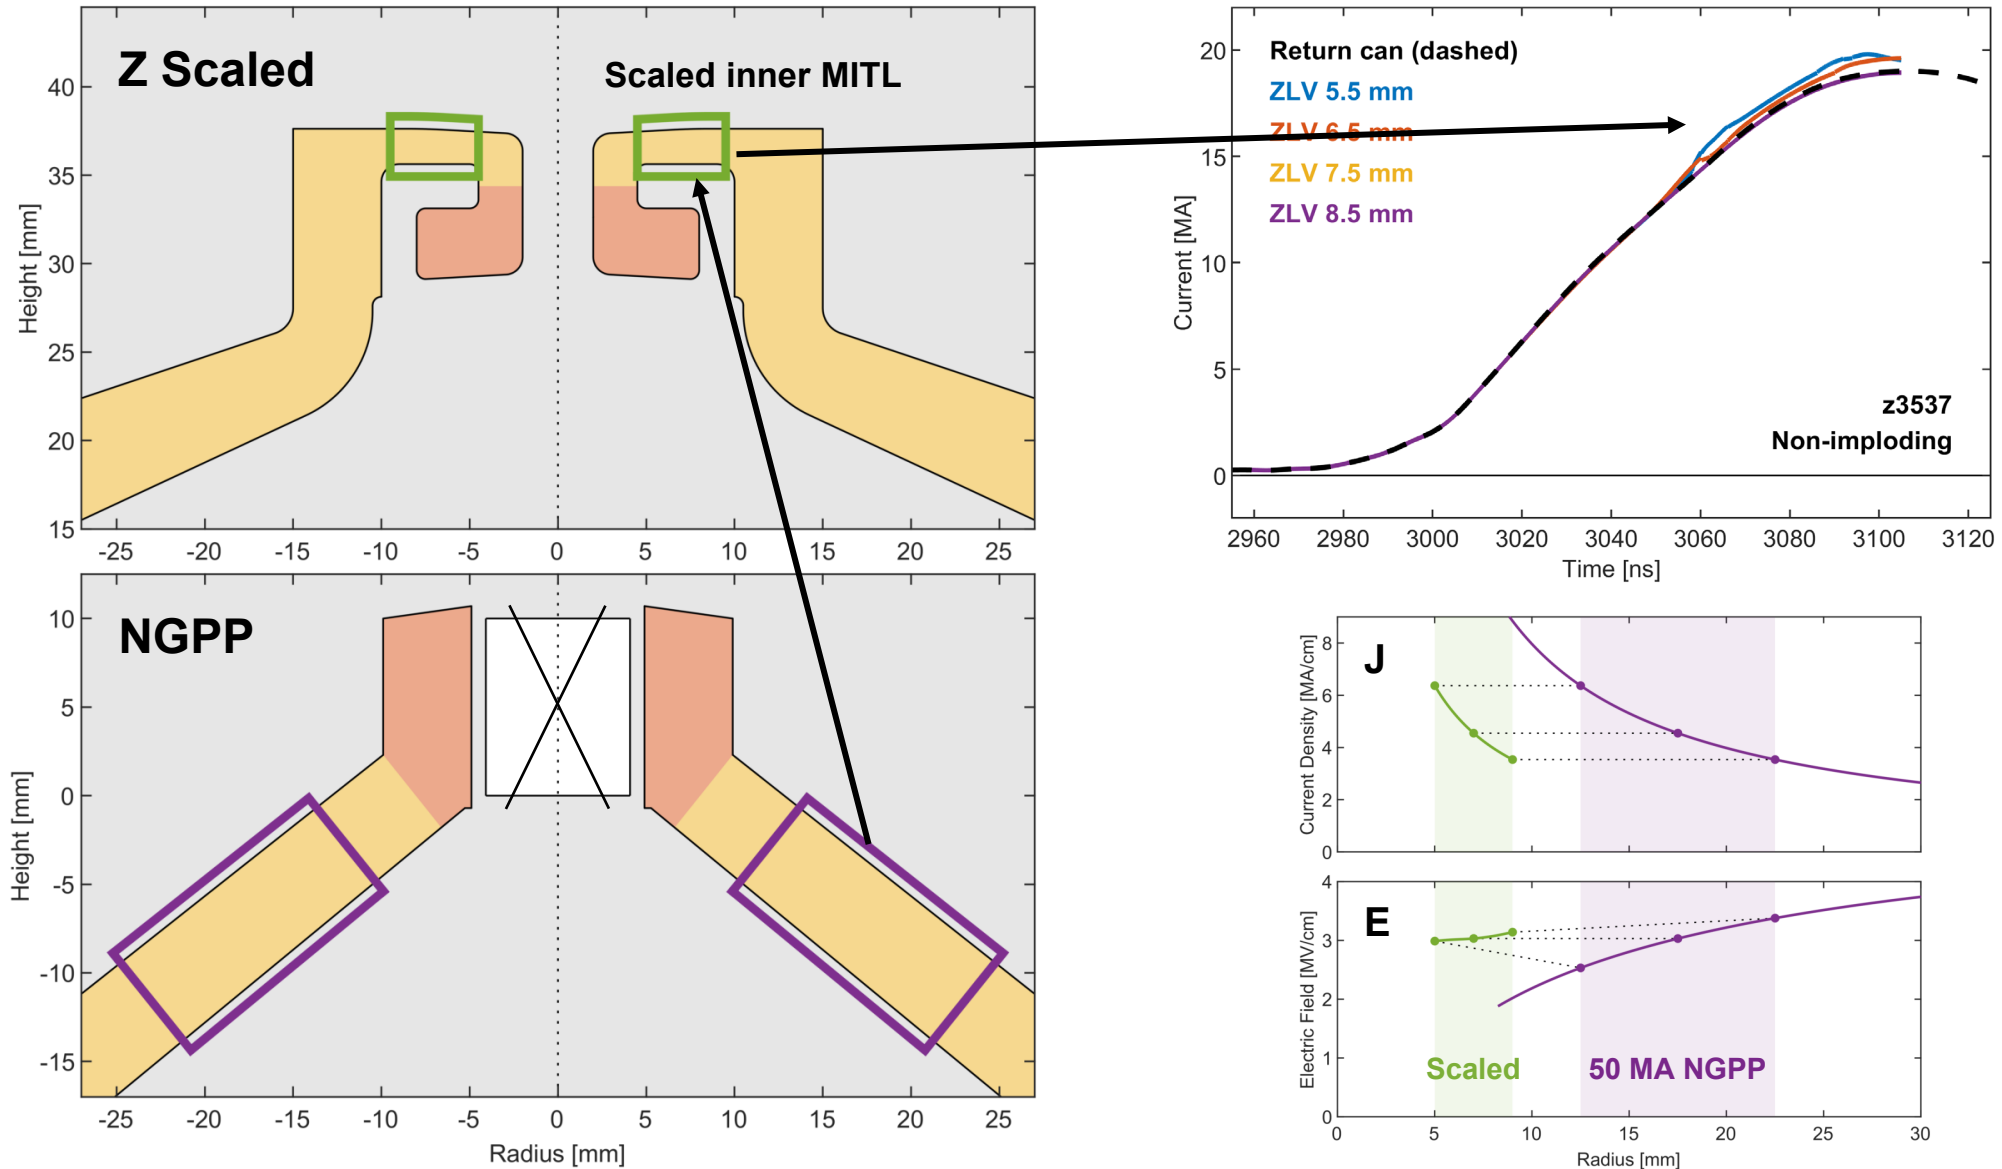 Z Scaled
Scaled inner MITL
Height [mm]
40
35
30
25
20
15
-25 -20 -15 -10 -5 0 5 10 15 20 25
NGPP
Height [mm]
10
5
0
-5
-10
-15
-25 -20 -15 -10 -5 0 5 10 15 20 25
Radius [mm]
Return can (dashed)
ZLV 5.5 mm
ZLV 6.5 mm
ZLV 7.5 mm
ZLV 8.5 mm
Current [MA]
20
15
10
5
0
z3537
Non-imploding
2960 2980 3000 3020 3040 3060 3080 3100 3120
Time [ns]
J
Current Density [MA/cm]
8
6
4
2
0
E
Electric Field [MV/cm]
4
3
2
1
0
Scaled
50 MA NGPP
0 5 10 15 20 25 30
Radius [mm]